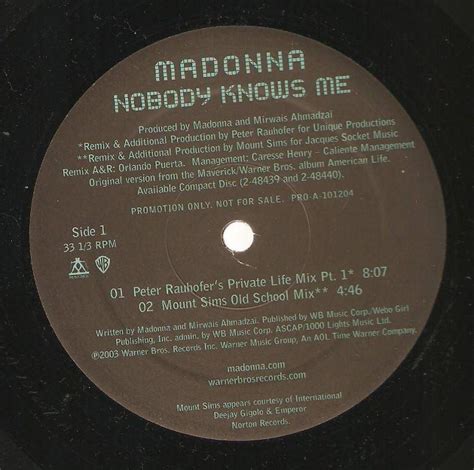 MADONNA
NOBODY KNOWS ME
Produced by Madonna and Mirwais Ahmadzai
*Remix & Additional Production by Peter Rauhofer for Unique Productions
**Remix & Additional Production by Mount Sims for Jacques Socket Music
Remix A&R: Orlando Puerta. Management: Caresse Henry – Caliente Management
Original version from the Maverick/Warner Bros. album American Life.
Available Compact Disc (2-48439 and 2-48440).
PROMOTION ONLY. NOT FOR SALE. PRO-A-101204
Side 1
33 1/3 RPM
01 Peter Rauhofer's Private Life Mix Pt. 1* 8:07
02 Mount Sims Old School Mix** 4:46
Written by Madonna and Mirwais Ahmadzai. Published by WB Music Corp./Webo Girl
Publishing, Inc. admin. by WB Music Corp. ASCAP/1000 Lights Music Ltd.
℗2003 Warner Bros. Records Inc. Warner Music Group, An AOL Time Warner Company.
madonna.com
warnerbrosrecords.com
Mount Sims appears courtesy of International
Deejay Gigolo & Emperor
Norton Records.